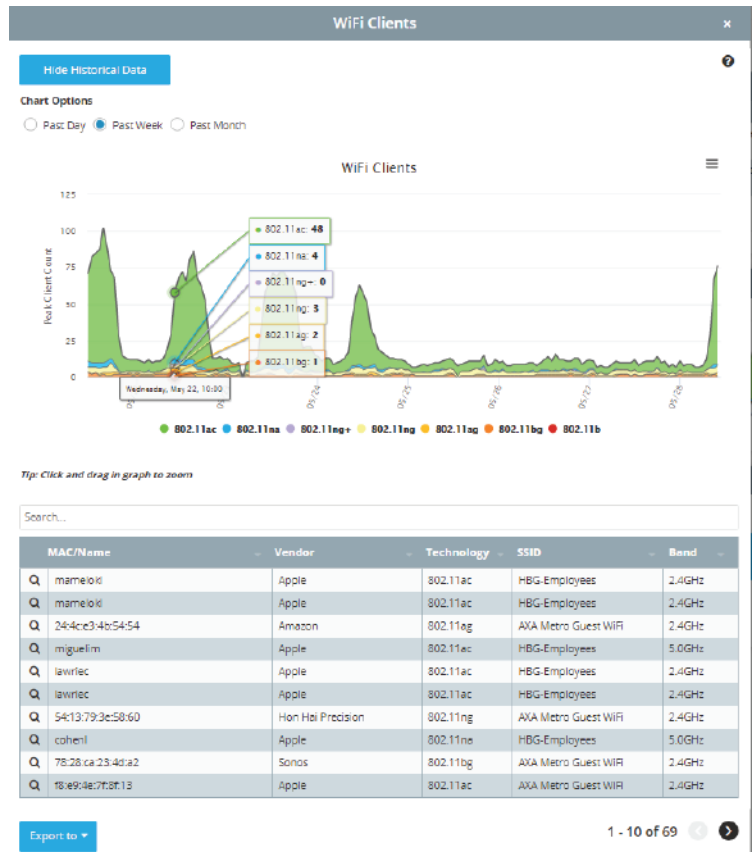 WiFi Clients ×
Hide Historical Data
?
Chart Options
Past Day Past Week Past Month
WiFi Clients
125
100
75
50
25
0
Peak Client Count
802.11ac: 48
802.11na: 4
802.11ng+: 0
802.11ng: 3
802.11ag: 2
802.11bg: 1
Wednesday, May 22, 10:00
05/24
05/25
05/26
05/27
05/28
802.11ac 802.11na 802.11ng+ 802.11ng 802.11ag 802.11bg 802.11b
Tip: Click and drag in graph to zoom
Search...
MAC/Name Vendor Technology SSID Band
mameloki Apple 802.11ac HBG-Employees 2.4GHz
mameloki Apple 802.11ac HBG-Employees 2.4GHz
24:4c:e3:4b:54:54 Amazon 802.11ag AXA Metro Guest WiFi 2.4GHz
miguelim Apple 802.11ac HBG-Employees 5.0GHz
lawriec Apple 802.11ac HBG-Employees 2.4GHz
lawriec Apple 802.11ac HBG-Employees 2.4GHz
54:13:79:3e:58:60 Hon Hai Precision 802.11ng AXA Metro Guest WiFi 2.4GHz
cohenl Apple 802.11na HBG-Employees 5.0GHz
78:28:ca:23:4d:a2 Sonos 802.11bg AXA Metro Guest WiFi 2.4GHz
f8:e9:4e:7f:8f:13 Apple 802.11ac AXA Metro Guest WiFi 2.4GHz
Export to
1 - 10 of 69